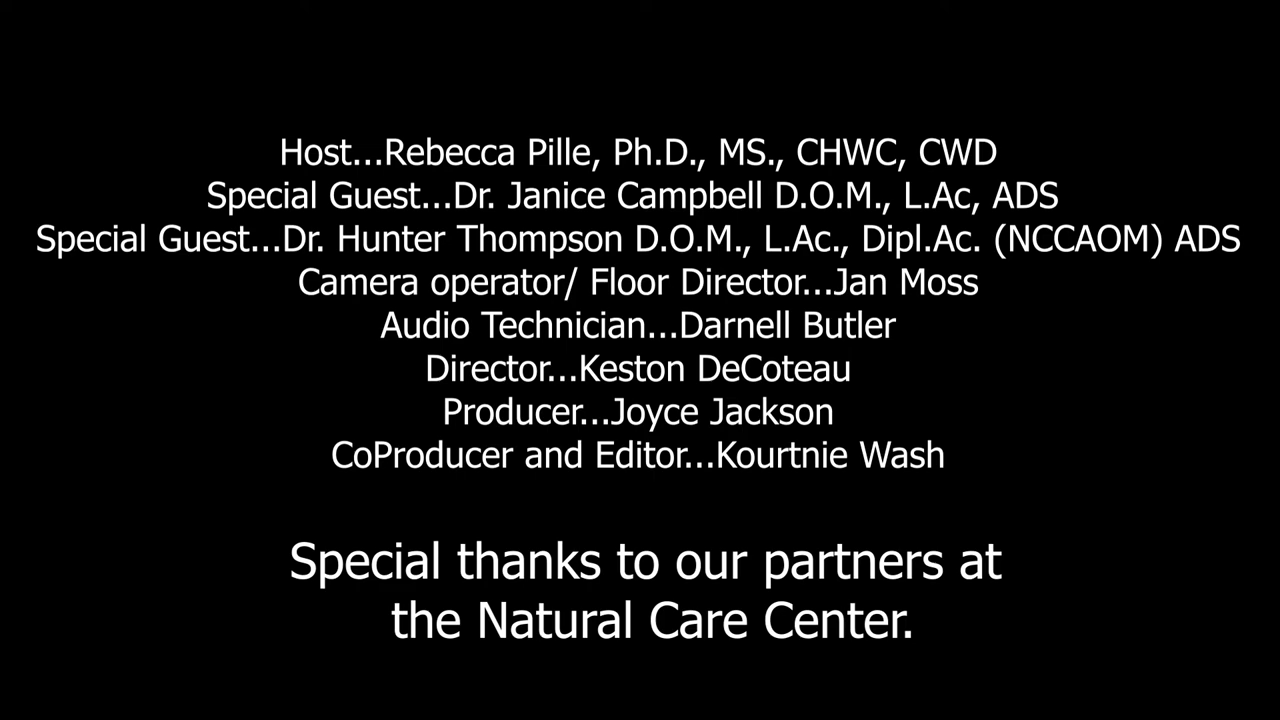 Host...Rebecca Pille, Ph.D., MS., CHWC, CWD
Special Guest...Dr. Janice Campbell D.O.M., L.Ac, ADS
Special Guest...Dr. Hunter Thompson D.O.M., L.Ac., Dipl.Ac. (NCCAOM) ADS
Camera operator/ Floor Director...Jan Moss
Audio Technician...Darnell Butler
Director...Keston DeCoteau
Producer...Joyce Jackson
CoProducer and Editor...Kourtnie Wash
Special thanks to our partners at
the Natural Care Center.